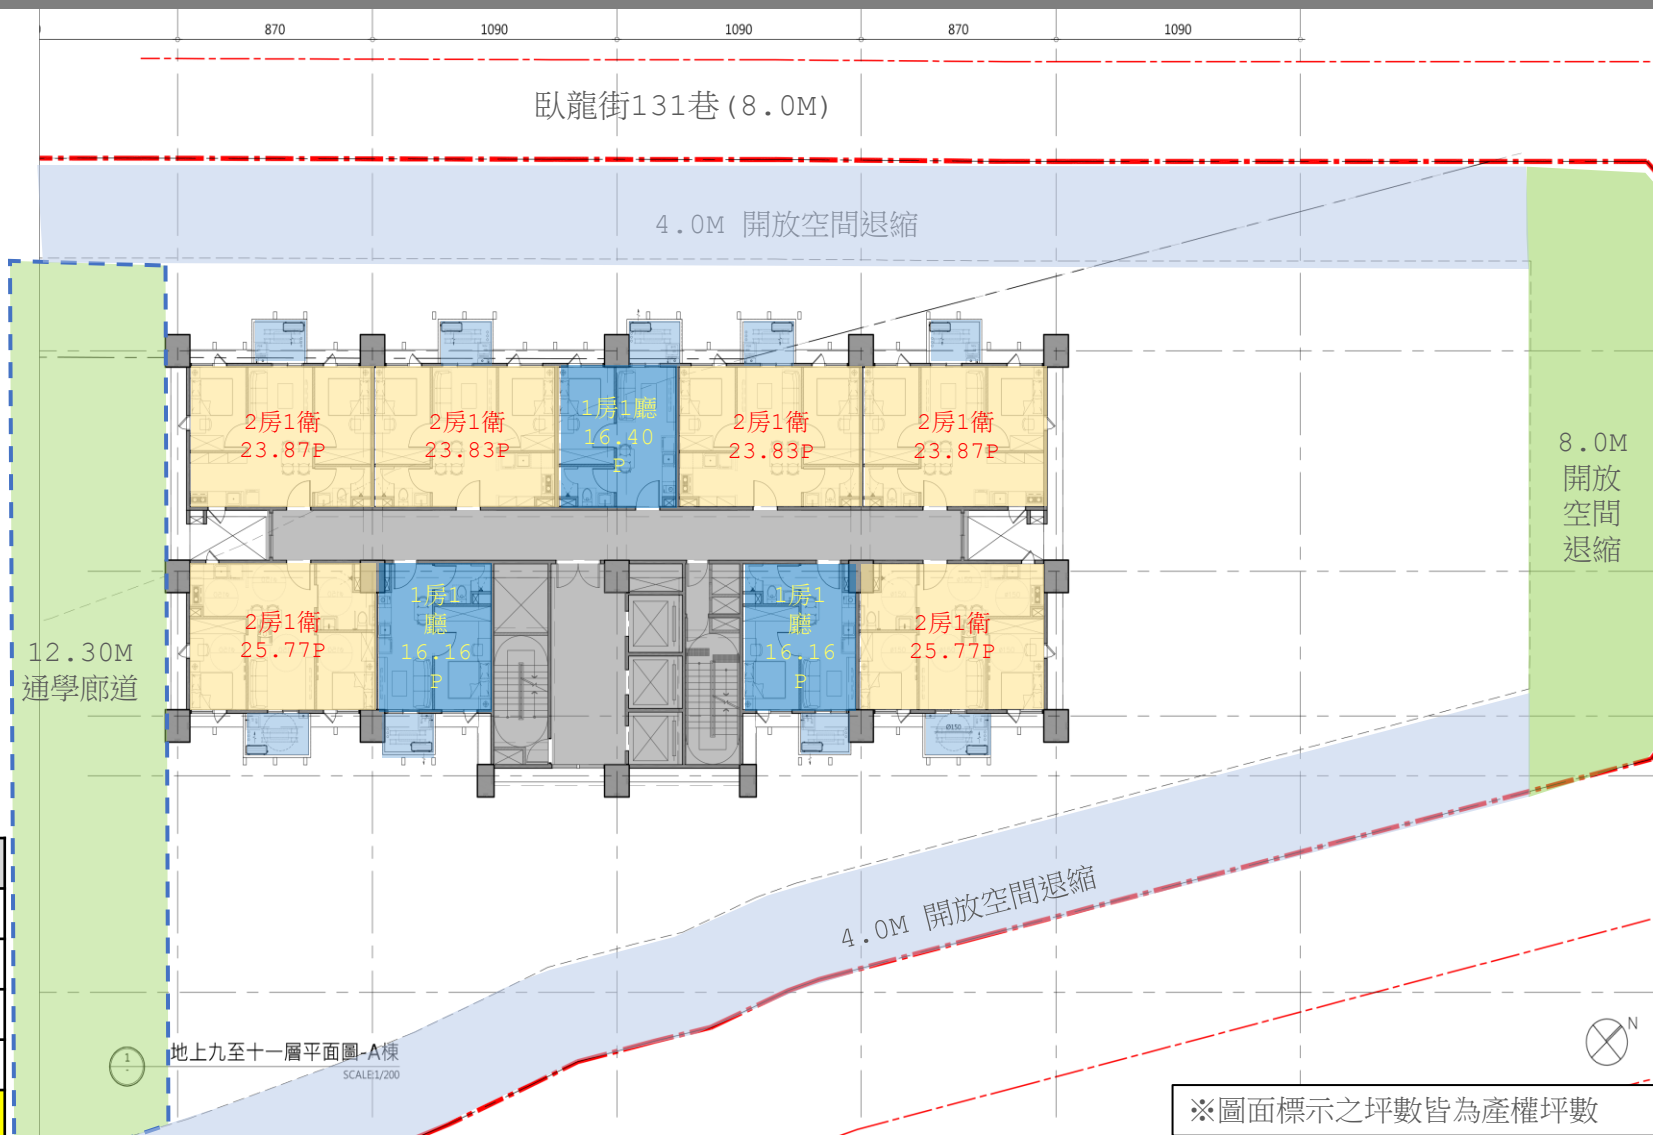 870
1090
1090
870
1090
臥龍街131巷(8.0M)
4.0M 開放空間退縮
2房1衛
23.87P
2房1衛
23.83P
1房1廳
16.40
P
2房1衛
23.83P
2房1衛
23.87P
8.0M
開放
空間
退縮
2房1衛
25.77P
1房1
廳
16.16
P
1房1
廳
16.16
P
2房1衛
25.77P
12.30M
通學廊道
Ø150
4.0M 開放空間退縮
1
地上九至十一層平面圖-A棟
SCALE:1/200
N
※圖面標示之坪數皆為產權坪數